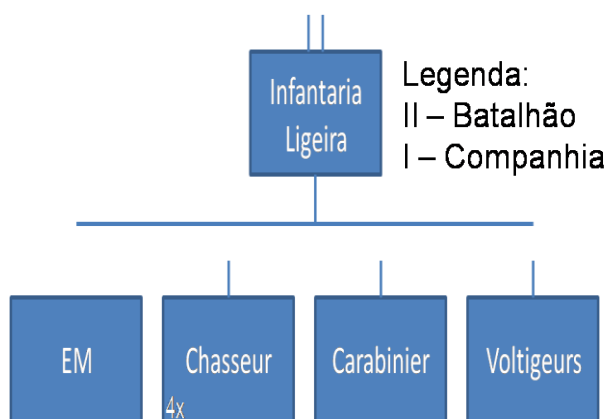 Infantaria
Ligeira
Legenda:
II – Batalhão
I – Companhia
EM
Chasseur
4x
Carabinier
Voltigeurs